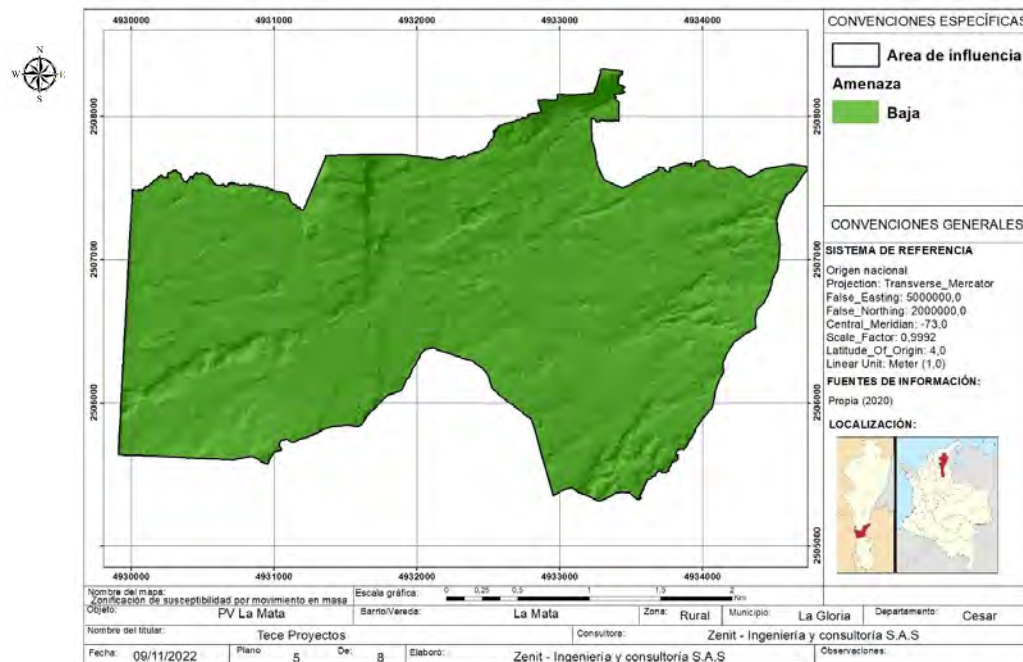 4930000 4931000 4932000 4933000 4934000
N
W E
S
2508000 2508000
2507000 2507000
2506000 2506000
2505000 2505000
4930000 4931000 4932000 4933000 4934000
CONVENCIONES ESPECÍFICAS
Area de influencia
Amenaza
Baja
CONVENCIONES GENERALES
SISTEMA DE REFERENCIA
Origen nacional
Projection: Transverse_Mercator
False_Easting: 5000000,0
False_Northing: 2000000,0
Central_Meridian: -73,0
Scale_Factor: 0,9992
Latitude_Of_Origin: 4,0
Linear Unit: Meter (1,0)
FUENTES DE INFORMACIÓN:
Propia (2020)
LOCALIZACIÓN:
Nombre del mapa:
Zonificación de susceptibilidad por movimiento en masa
Escala gráfica: 0 0,25 0,5 1 1,5 2
Km
Objeto: PV La Mata Barrio/Vereda: La Mata Zona: Rural Municipio: La Gloria Departamento: Cesar
Nombre del titular: Tece Proyectos Consultora: Zenit - Ingeniería y consultoría S.A.S
Fecha: 09/11/2022 Plano 5 De: 8 Elaboró: Zenit - Ingeniería y consultoría S.A.S Observaciones: